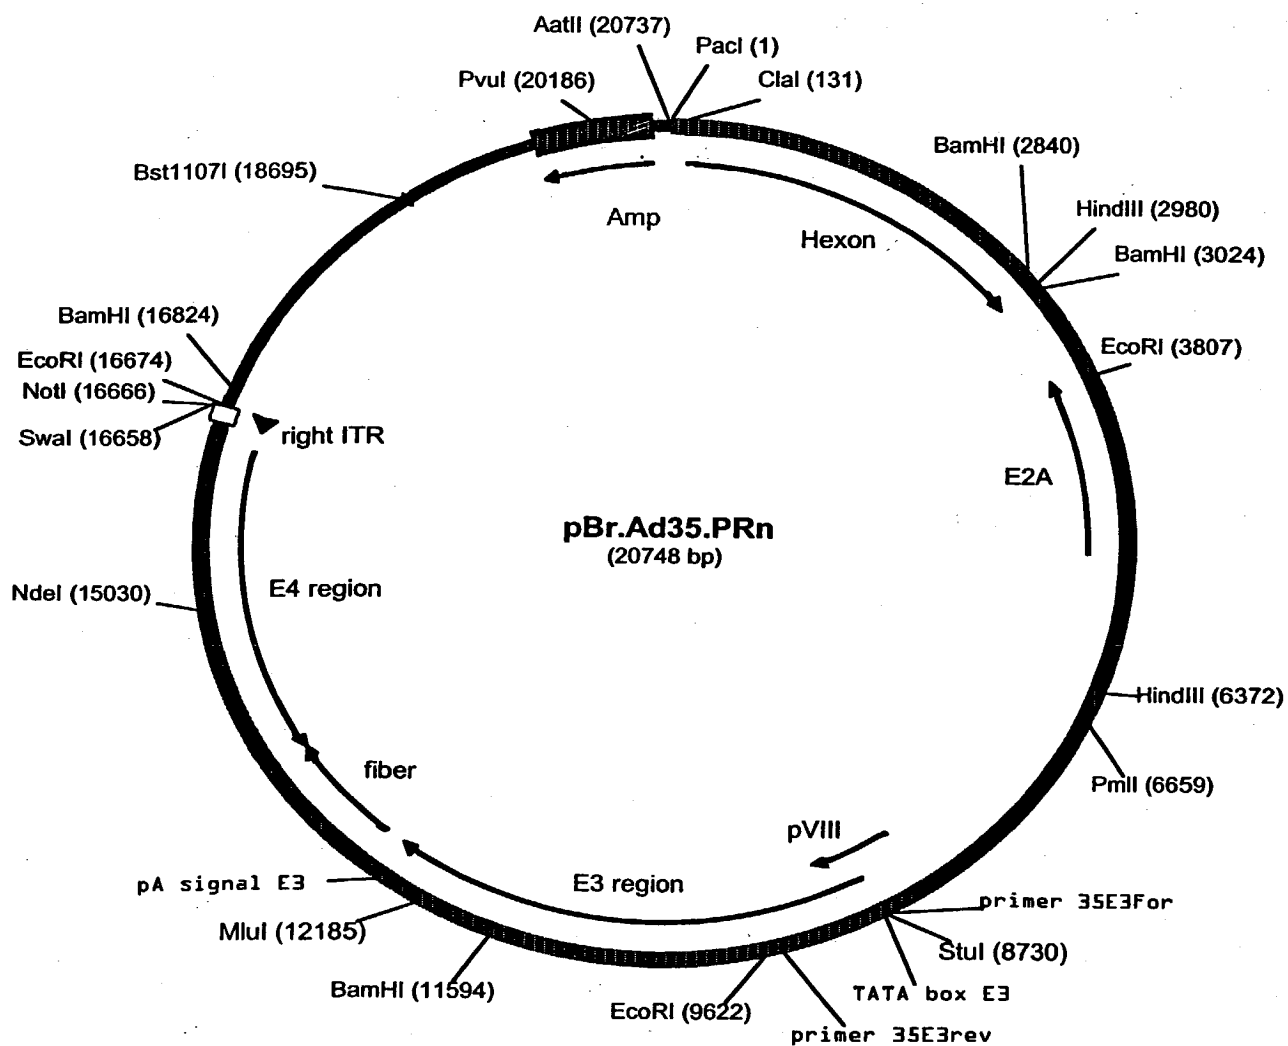 AatII (20737)
PacI (1)
PvuI (20186)
ClaI (131)
BamHI (2840)
Bst1107I (18695)
HindIII (2980)
Amp
Hexon
BamHI (3024)
BamHI (16824)
EcoRI (3807)
EcoRI (16674)
NotI (16666)
SwaI (16658)
right ITR
E2A
pBr.Ad35.PRn
(20748 bp)
E4 region
NdeI (15030)
HindIII (6372)
fiber
PmlI (6659)
pVIII
pA signal E3
E3 region
primer 35E3For
MluI (12185)
StuI (8730)
BamHI (11594)
TATA box E3
EcoRI (9622)
primer 35E3rev